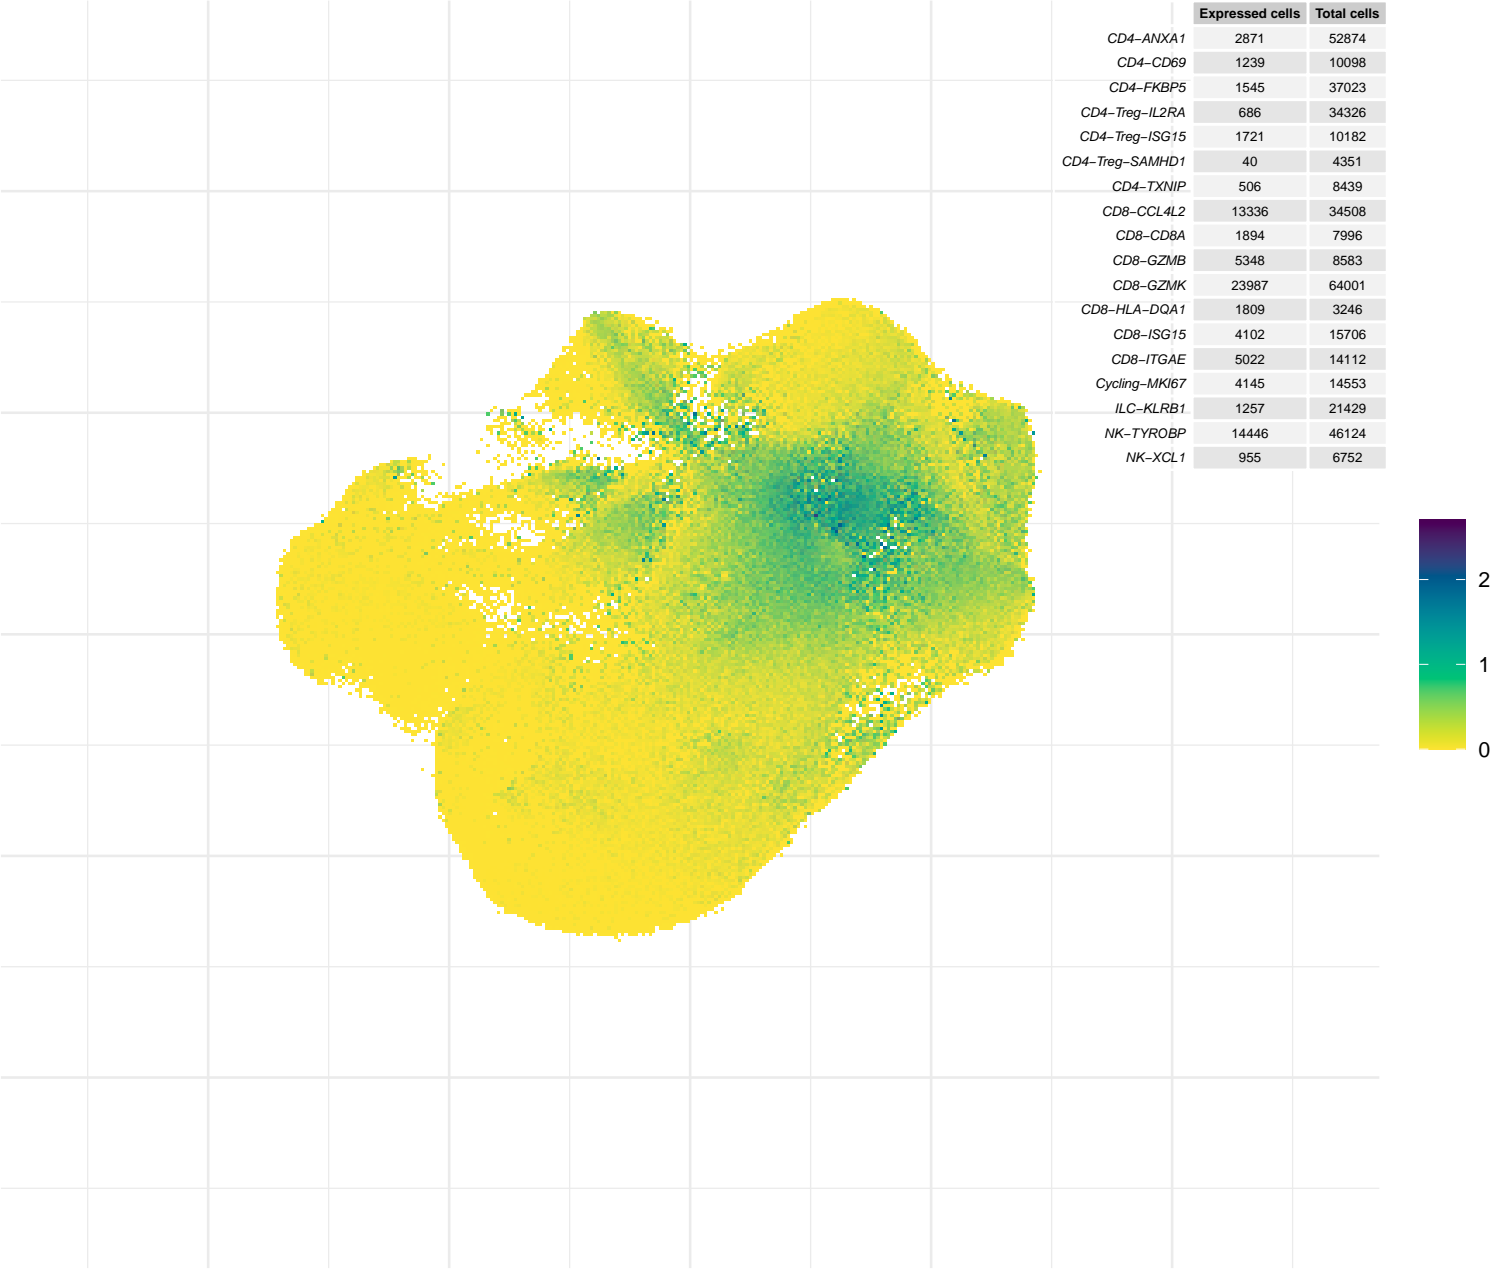 Expressed cells Total cells
CD4−ANXA1 2871 52874
CD4−CD69 1239 10098
CD4−FKBP5 1545 37023
CD4−Treg−IL2RA 686 34326
CD4−Treg−ISG15 1721 10182
CD4−Treg−SAMHD1 40 4351
CD4−TXNIP 506 8439
CD8−CCL4L2 13336 34508
CD8−CD8A 1894 7996
CD8−GZMB 5348 8583
CD8−GZMK 23987 64001
CD8−HLA−DQA1 1809 3246
CD8−ISG15 4102 15706
CD8−ITGAE 5022 14112
Cycling−MKI67 4145 14553
ILC−KLRB1 1257 21429
NK−TYROBP 14446 46124
NK−XCL1 955 6752
2
1
0